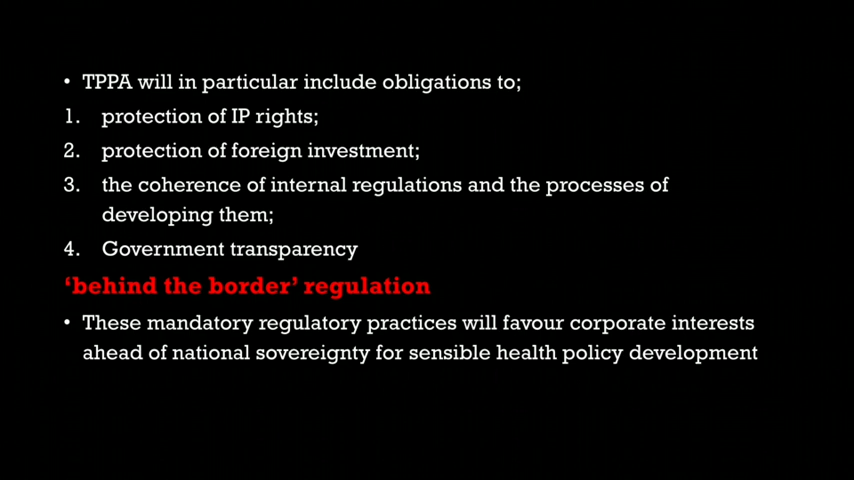 • TPPA will in particular include obligations to;
1. protection of IP rights;
2. protection of foreign investment;
3. the coherence of internal regulations and the processes of
developing them;
4. Government transparency
‘behind the border’ regulation
• These mandatory regulatory practices will favour corporate interests
ahead of national sovereignty for sensible health policy development